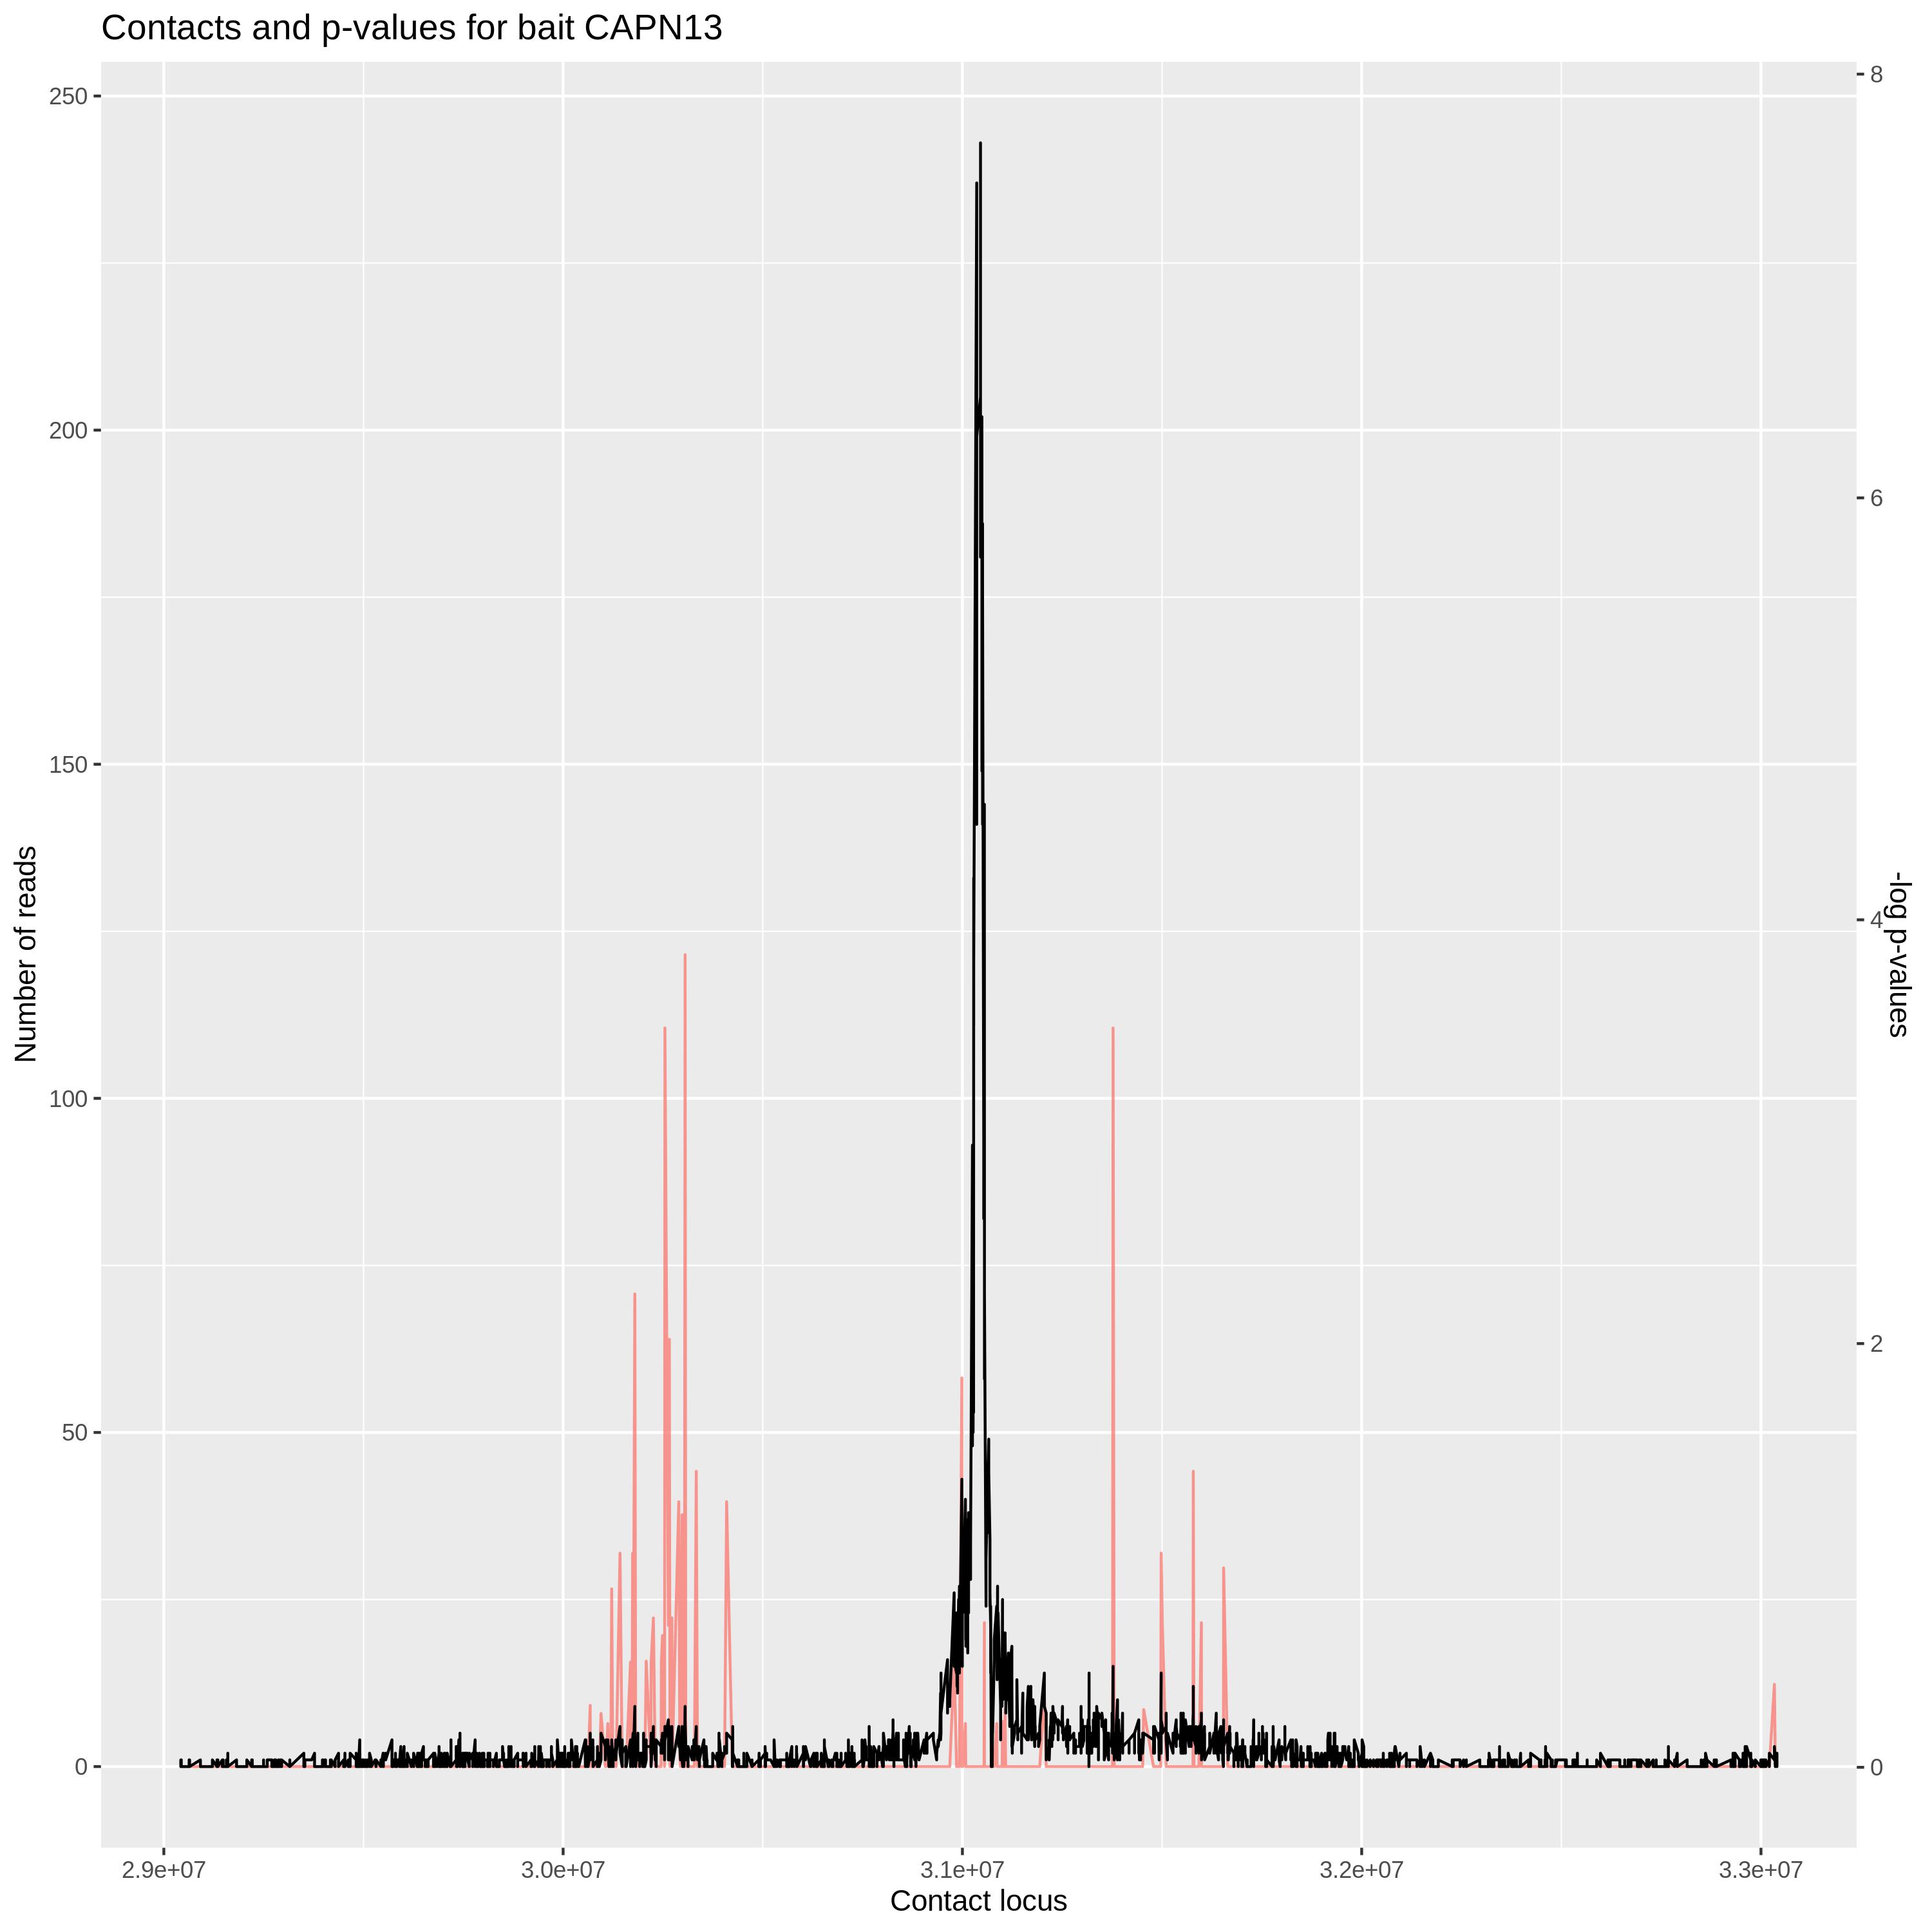 Contacts and p-values for bait CAPN13
250
200
150
100
50
0
Number of reads
8
6
4
2
0
-log p-values
2.9e+07
3.0e+07
3.1e+07
3.2e+07
3.3e+07
Contact locus